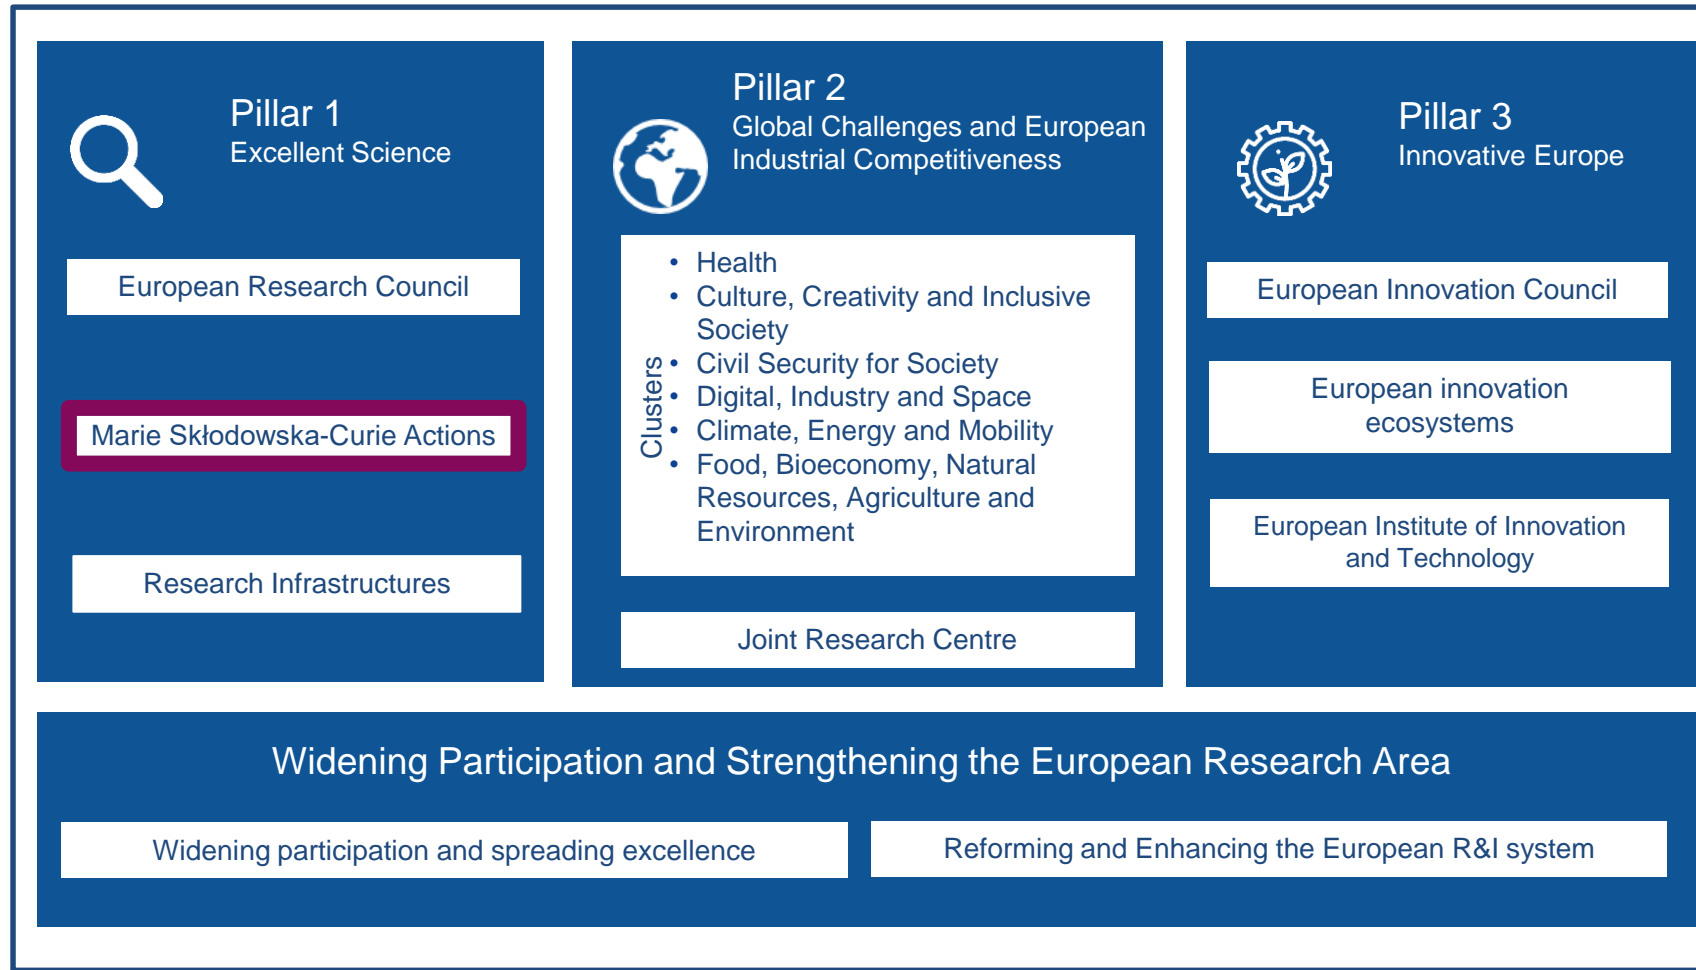 Pillar 1
Excellent Science
European Research Council
Marie Skłodowska-Curie Actions
Research Infrastructures
Pillar 2
Global Challenges and European
Industrial Competitiveness
Clusters
• Health
• Culture, Creativity and Inclusive
Society
• Civil Security for Society
• Digital, Industry and Space
• Climate, Energy and Mobility
• Food, Bioeconomy, Natural
Resources, Agriculture and
Environment
Joint Research Centre
Pillar 3
Innovative Europe
European Innovation Council
European innovation
ecosystems
European Institute of Innovation
and Technology
Widening Participation and Strengthening the European Research Area
Widening participation and spreading excellence
Reforming and Enhancing the European R&I system